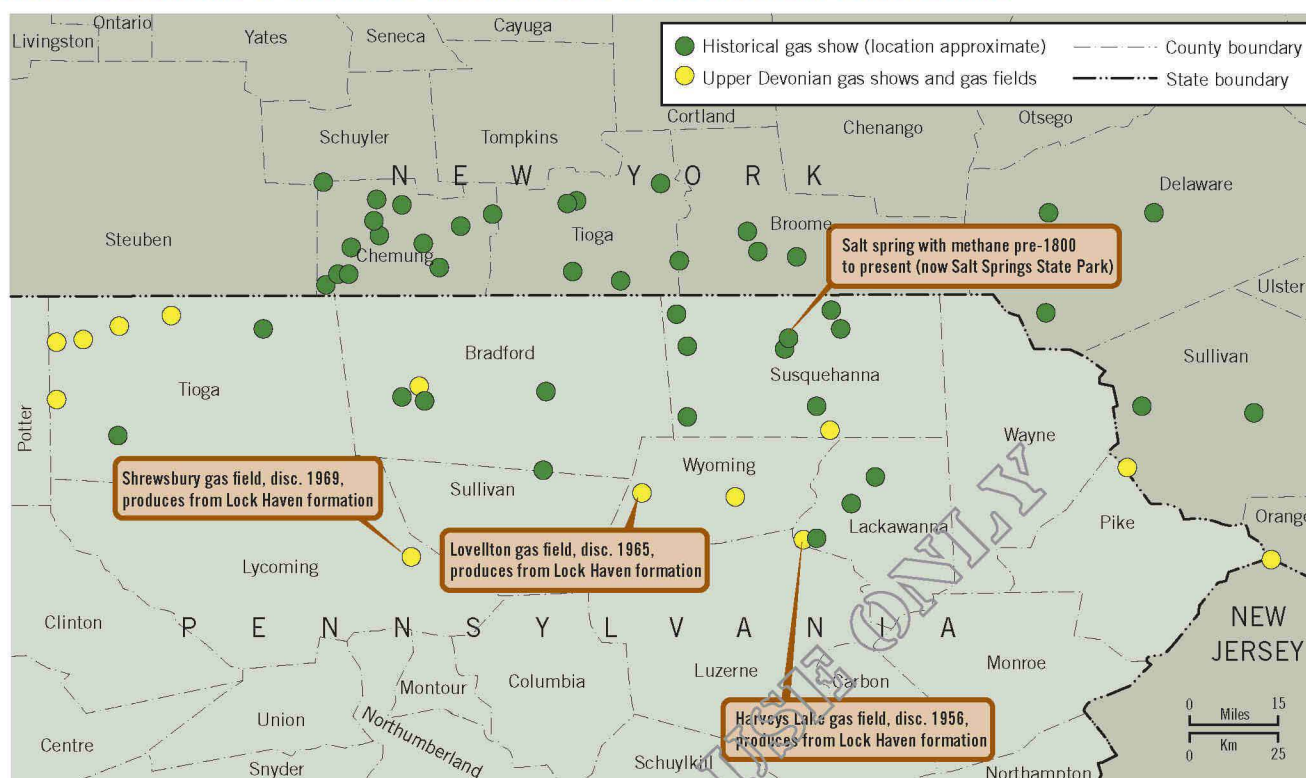 Ontario
Livingston
Yates
Seneca
Cayuga
Historical gas show (location approximate)
County boundary
Upper Devonian gas shows and gas fields
State boundary
Schuyler
Tompkins
Cortland
Chenango
Otsego
NEW YORK
Delaware
Steuben
Chemung
Tioga
Broome
Salt spring with methane pre-1800
to present (now Salt Springs State Park)
Ulster
Sullivan
Bradford
Tioga
Susquehanna
Potter
Wayne
Shrewsbury gas field, disc. 1969,
produces from Lock Haven formation
Sullivan
Wyoming
Lackawanna
Pike
Orange
Lycoming
Lovellton gas field, disc. 1965,
produces from Lock Haven formation
Clinton
PENNSYLVANIA
NEW
JERSEY
Luzerne
Monroe
Carbon
Montour
Columbia
Union
Northumberland
Harveys Lake gas field, disc. 1956,
produces from Lock Haven formation
Centre
Snyder
Schuylkill
Northampton
0 15
Miles
Km
0 25
USE ONLY